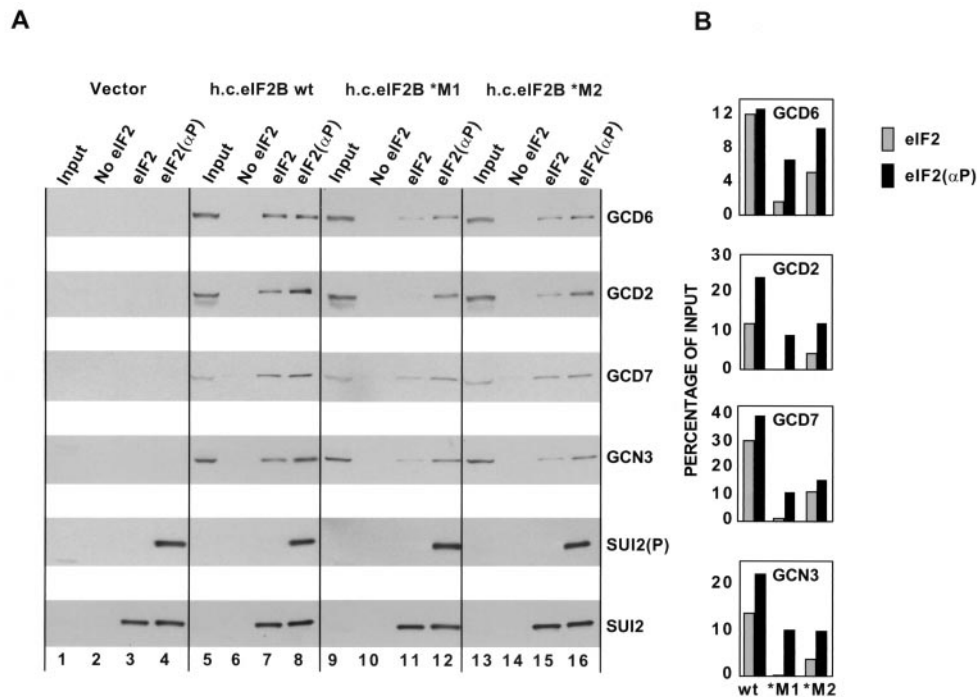 A
Vector
h.c.eIF2B wt
h.c.eIF2B *M1
h.c.eIF2B *M2
Input
No eIF2
eIF2
eIF2(αP)
Input
No eIF2
eIF2
eIF2(αP)
Input
No eIF2
eIF2
eIF2(αP)
Input
No eIF2
eIF2
eIF2(αP)
GCD6
GCD2
GCD7
GCN3
SUI2(P)
SUI2
1 2 3 4 5 6 7 8 9 10 11 12 13 14 15 16
B
PERCENTAGE OF INPUT
GCD6
12
8
4
0
GCD2
30
20
10
0
GCD7
40
30
20
10
0
GCN3
20
10
0
wt *M1 *M2
eIF2
eIF2(αP)